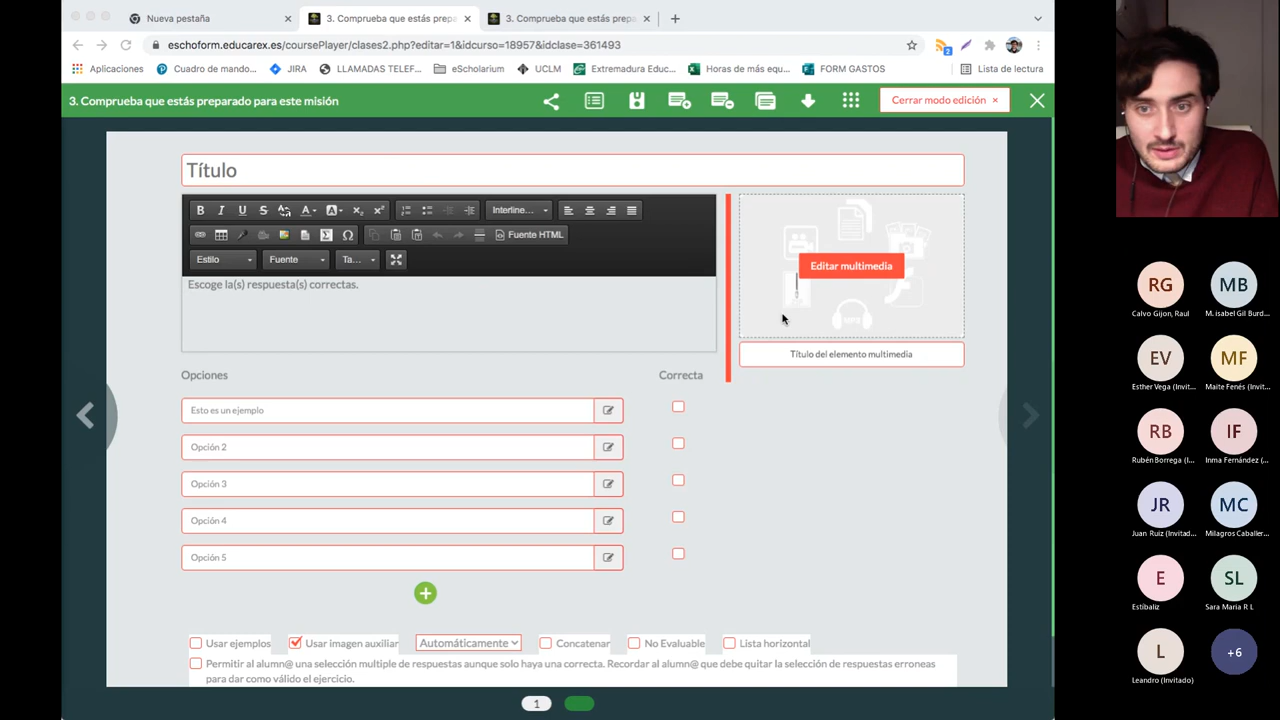 Nueva pestaña
3. Comprueba que estás prepa
3. Comprueba que estás prepa
eschoform.educarex.es/coursePlayer/clases2.php?editar=1&idcurso=18957&idclase=361493
2
Aplicaciones
Cuadro de mando...
JIRA
LLAMADAS TELEF...
eScholarium
UCLM
Extremadura Educ...
Horas de más equ...
FORM GASTOS
Lista de lectura
3. Comprueba que estás preparado para este misión
Cerrar modo edición ×
Título
B I U S
A A x₂ x²
Interline...
Fuente HTML
Estilo
Fuente
Ta...
Escoge la(s) respuesta(s) correctas.
Editar multimedia
MP3
Título del elemento multimedia
Opciones
Correcta
Esto es un ejemplo
Opción 2
Opción 3
Opción 4
Opción 5
Usar ejemplos
Usar imagen auxiliar
Automáticamente
Concatenar
No Evaluable
Lista horizontal
Permitir al alumn@ una selección multiple de respuestas aunque solo haya una correcta. Recordar al alumn@ que debe quitar la selección de respuestas erroneas
para dar como válido el ejercicio.
1
RG
MB
Calvo Gijon, Raul
M. isabel Gil Burd...
EV
MF
Esther Vega (Invit...
Maite Fenés (Invit...
RB
IF
Rubén Borrega (I...
Inma Fernández (...
JR
MC
Juan Ruiz (Invitad...
Milagros Caballer...
E
SL
Estíbaliz
Sara Maria R L
L
+6
Leandro (Invitado)